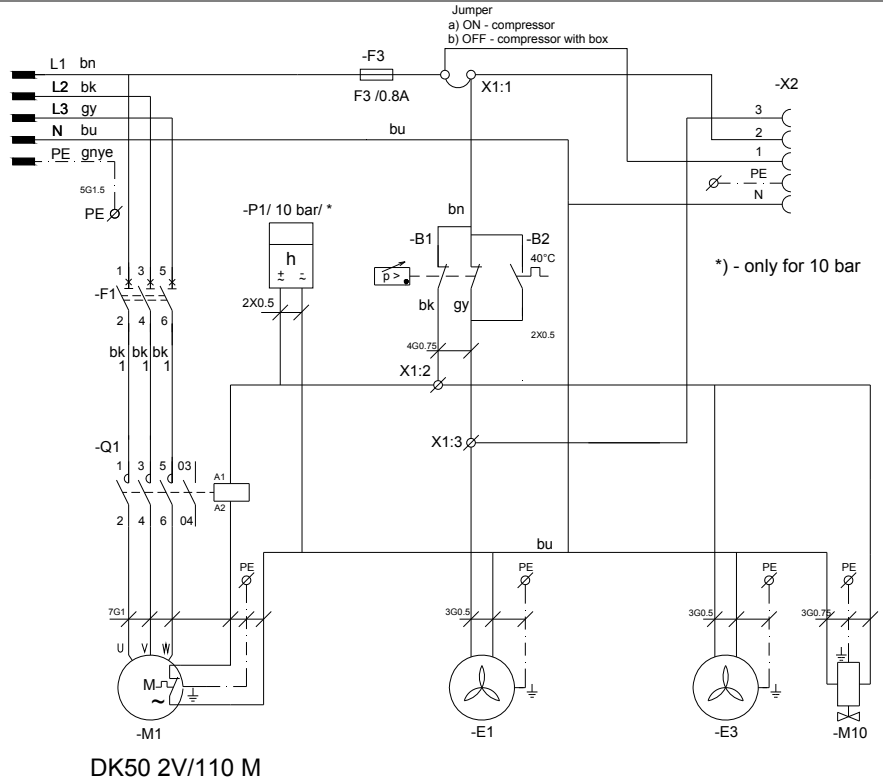 Jumper
a) ON - compressor
b) OFF - compressor with box
L1 bn
-F3
F3 /0.8A
X1:1
-X2
L2 bk
L3 gy
N bu
bu
PE gnye
5G1.5
PE
3
2
1
PE
N
-P1/ 10 bar/ *
h
+ -
~ ~
2X0.5
bn
-B1
-B2
40°C
p >
bk
gy
*) - only for 10 bar
1 3 5
-F1
2 4 6
bk bk bk
1 1 1
4G0.75
2X0.5
X1:2
X1:3
-Q1
1 3 5 03
A1
A2
2 4 6 04
bu
PE
PE
PE
PE
7G1
3G0.5
3G0.5
3G0.75
U V W
M
~
-M1
-E1
-E3
-M10
DK50 2V/110 M